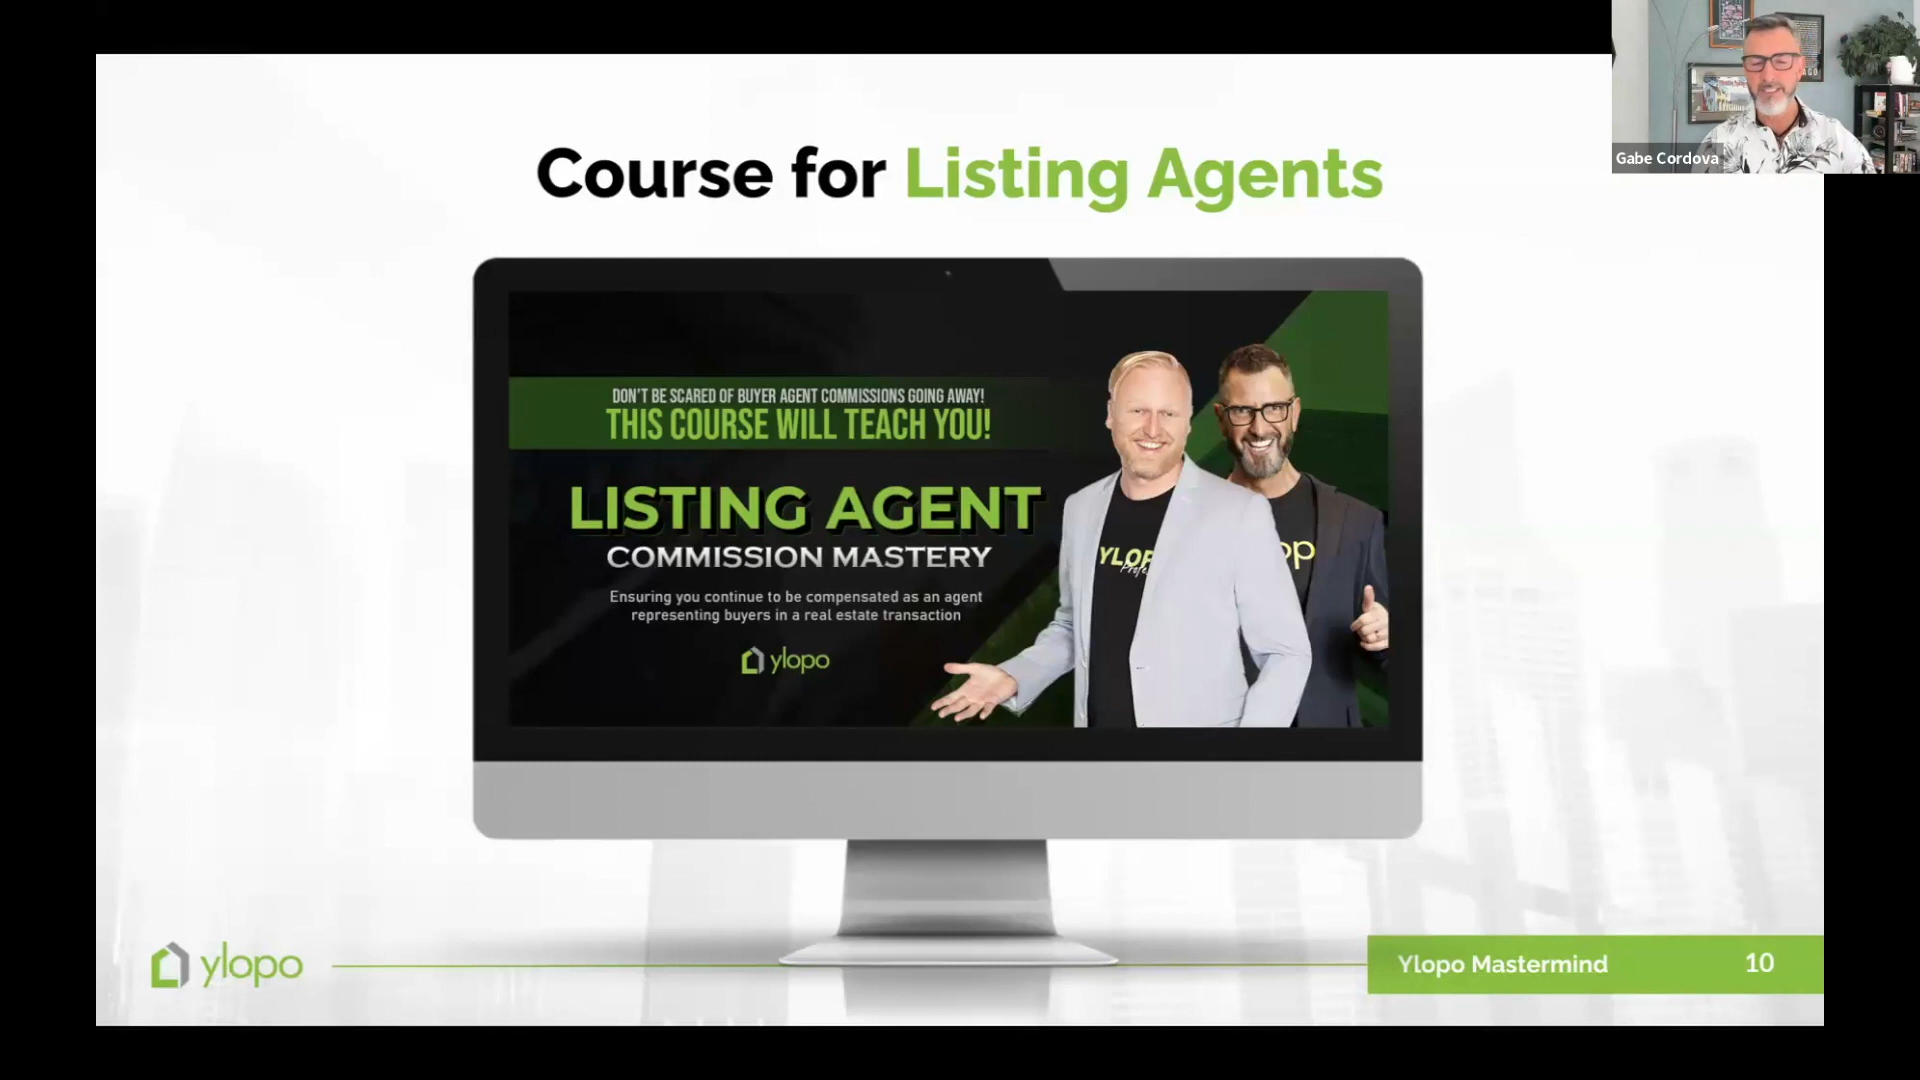 Course for Listing Agents
Gabe Cordova
DON'T BE SCARED OF BUYER AGENT COMMISSIONS GOING AWAY!
THIS COURSE WILL TEACH YOU!
LISTING AGENT
COMMISSION MASTERY
Ensuring you continue to be compensated as an agent
representing buyers in a real estate transaction
ylopo
ylopo
Ylopo Mastermind
10